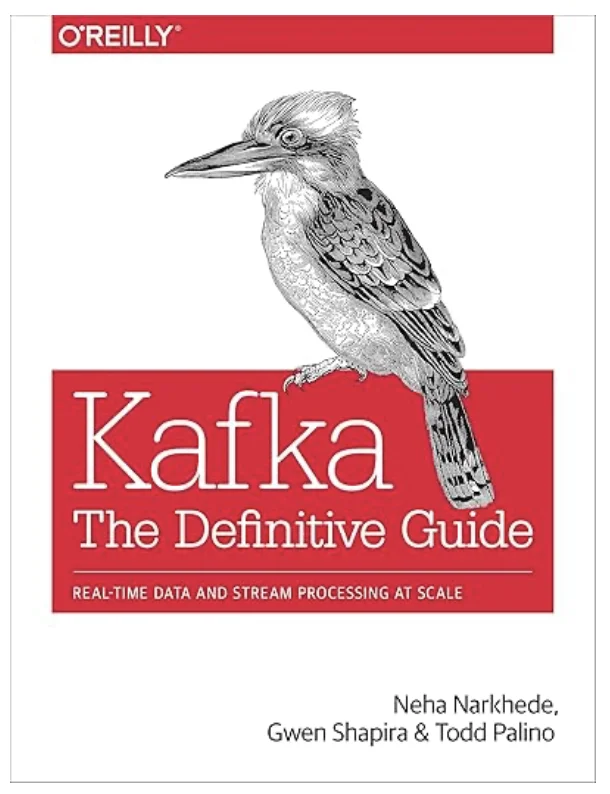 O'REILLY®
Kafka
The Definitive Guide
REAL-TIME DATA AND STREAM PROCESSING AT SCALE
Neha Narkhede,
Gwen Shapira & Todd Palino